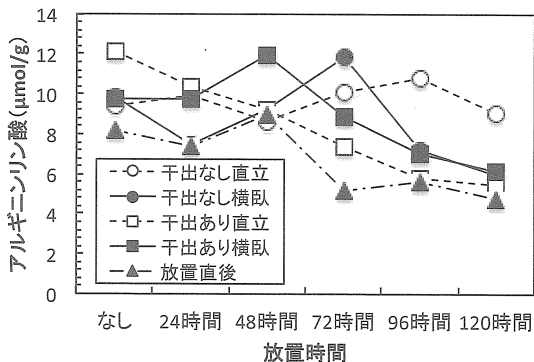 アルギニンリン酸(μmol/g)
14
12
10
8
6
4
2
0
干出なし直立
干出なし横臥
干出あり直立
干出あり横臥
放置直後
なし 24時間 48時間 72時間 96時間 120時間
放置時間